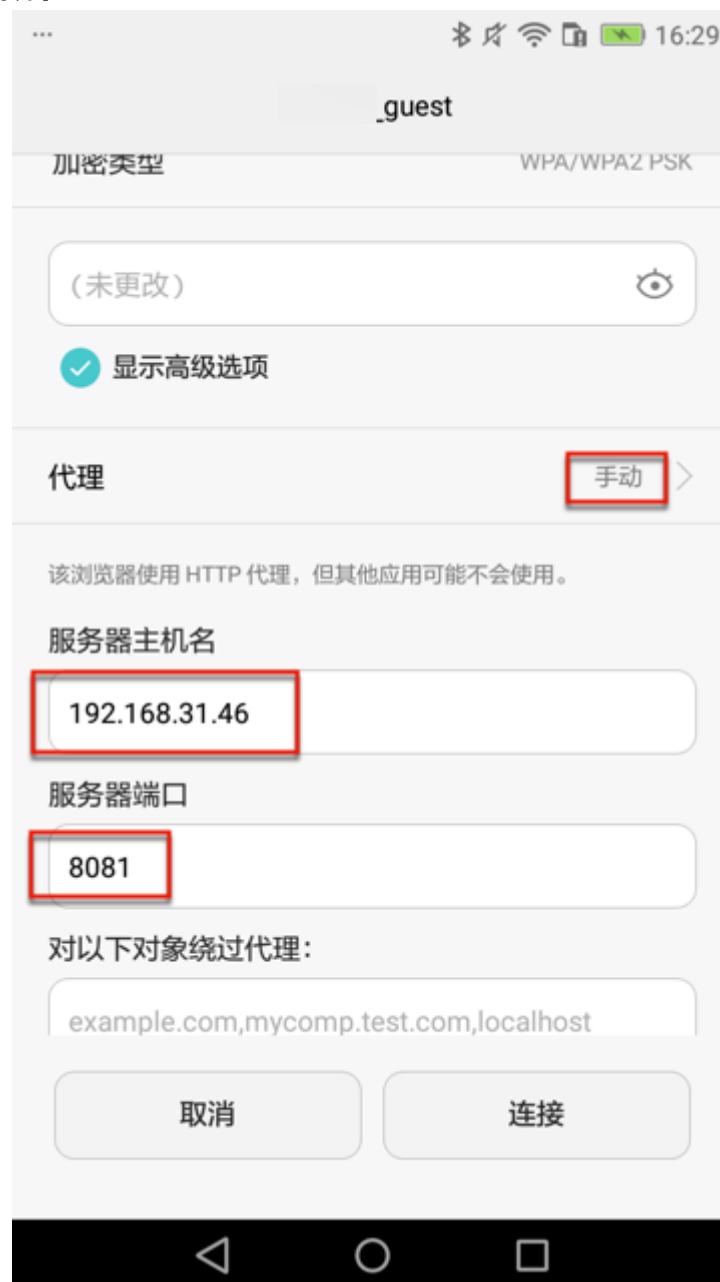 ... 16:29
_guest
加密类型 WPA/WPA2 PSK
(未更改)
显示高级选项
代理 手动
该浏览器使用 HTTP 代理，但其他应用可能不会使用。
服务器主机名
192.168.31.46
服务器端口
8081
对以下对象绕过代理：
example.com,mycomp.test.com,localhost
取消 连接